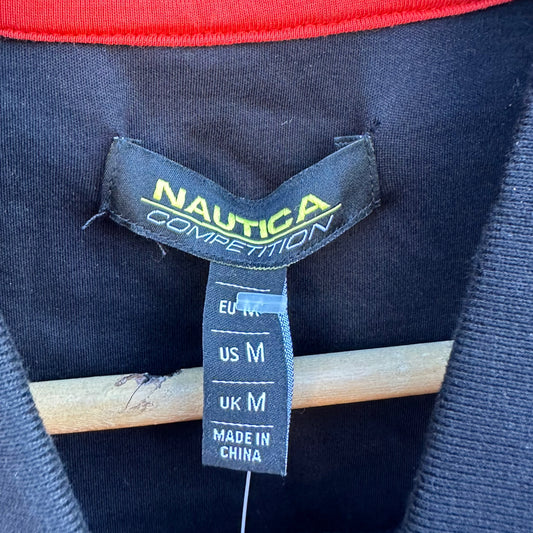 NAUTICA
COMPETITION
EU M
US M
UK M
MADE IN
CHINA